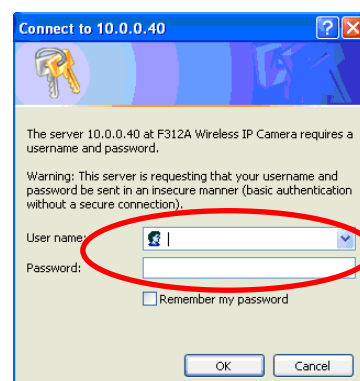 Connect to 10.0.0.40
The server 10.0.0.40 at F312A Wireless IP Camera requires a
username and password.
Warning: This server is requesting that your username and
password be sent in an insecure manner (basic authentication
without a secure connection).
User name:
Password:
Remember my password
OK Cancel